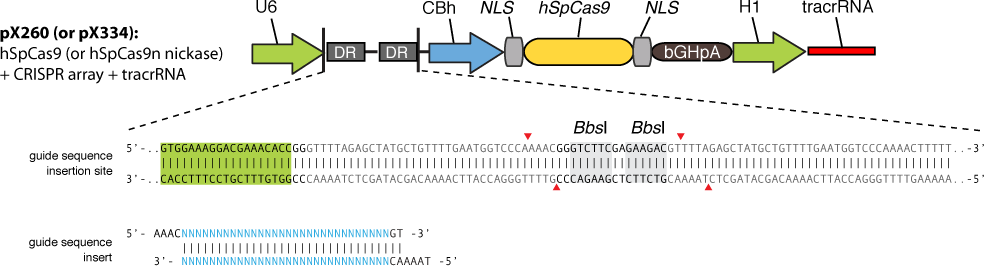 U6
CBh
NLS
hSpCas9
NLS
H1
tracrRNA
pX260 (or pX334):
hSpCas9 (or hSpCas9n nickase)
+ CRISPR array + tracrRNA
DR
DR
bGHpA
BbsI
BbsI
guide sequence
insertion site
5'-..GTGGAAAGGACGAAACACCGGGTTTTAGAGCTATGCTGTTTTGAATGGTCCCAAAACGGGTCTTCGAGAAGACGTTTTAGAGCTATGCTGTTTTGAATGGTCCCAAAACTTTTT..-3'
3'-..CACCTTTCCTGCTTTGTGGCCCAAAATCTCGATACGACAAAACTTACCAGGGTTTTGCCCAGAAGCTCTTCTGCAAAATCTCGATACGACAAAACTTACCAGGGTTTTGAAAAA..-5'
guide sequence
insert
5'- AAACNNNNNNNNNNNNNNNNNNNNNNNNNNNNNNGT -3'
3'- NNNNNNNNNNNNNNNNNNNNNNNNNNNNNNCAAAAT -5'